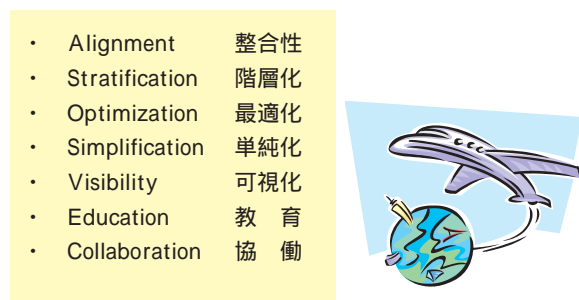 ・ Alignment 整合性
・ Stratification 階層化
・ Optimization 最適化
・ Simplification 単純化
・ Visibility 可視化
・ Education 教　育
・ Collaboration 協　働